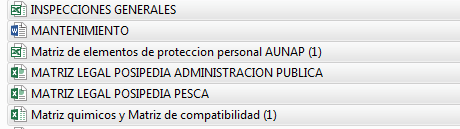 INSPECCIONES GENERALES
MANTENIMIENTO
Matriz de elementos de proteccion personal AUNAP (1)
MATRIZ LEGAL POSIPEDIA ADMINISTRACION PUBLICA
MATRIZ LEGAL POSIPEDIA PESCA
Matriz quimicos y Matriz de compatibilidad (1)